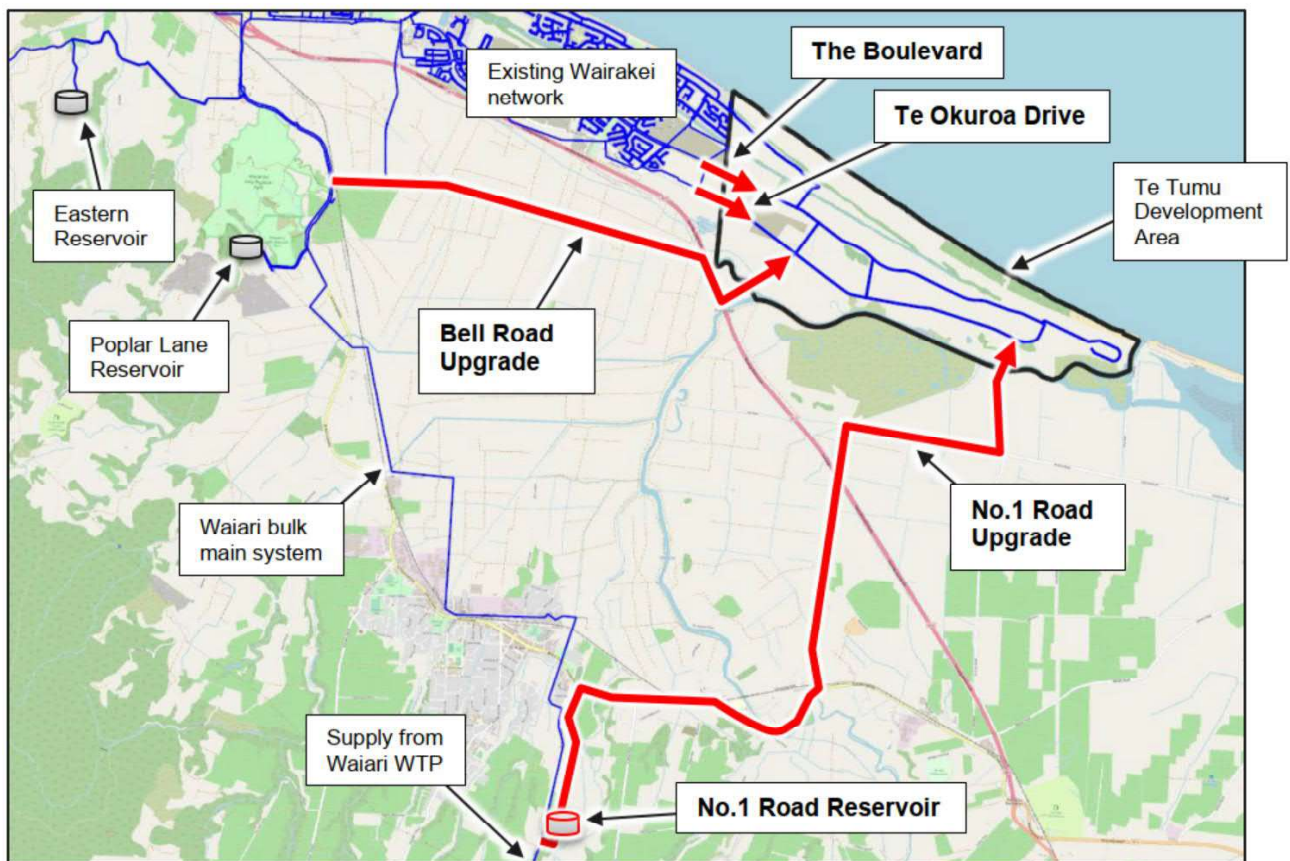 The Boulevard
Existing Wairakei
network
Te Okuroa Drive
Te Tumu
Development
Area
Eastern
Reservoir
Poplar Lane
Reservoir
Bell Road
Upgrade
Waiari bulk
main system
No.1 Road
Upgrade
Supply from
Waiari WTP
No.1 Road Reservoir